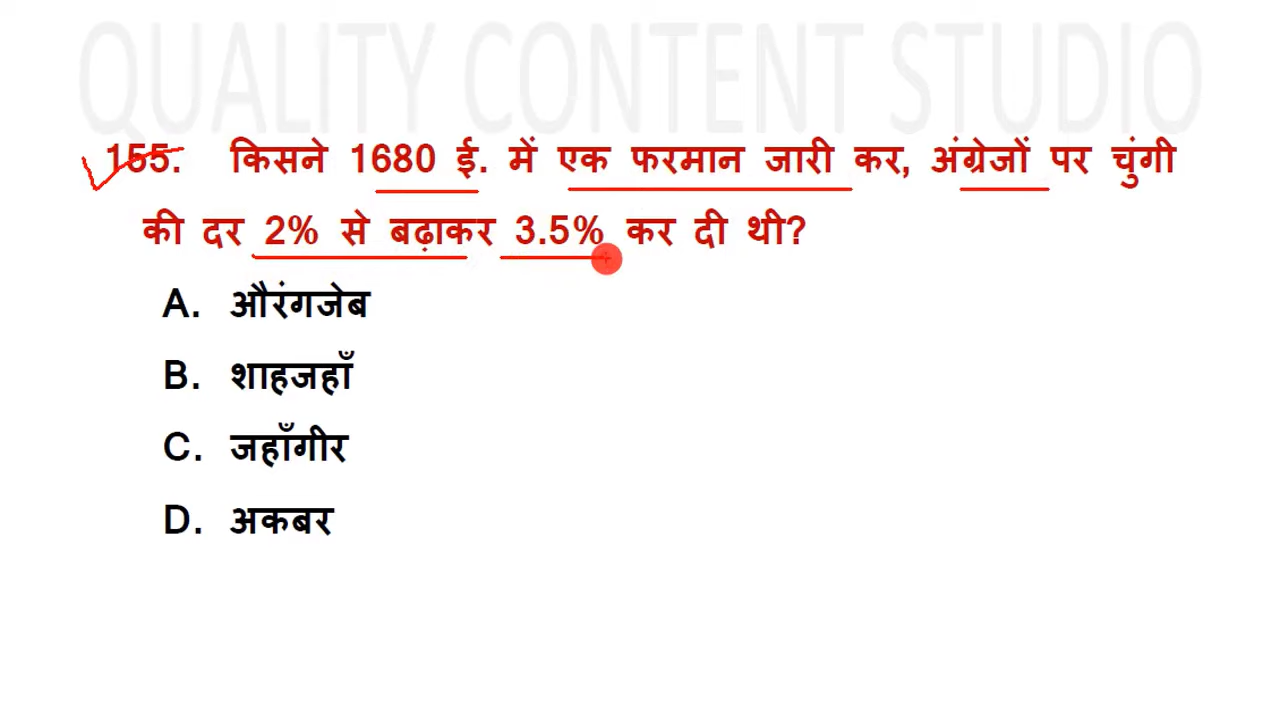 QUALITY CONTENT STUDIO
155. किसने 1680 ई. में एक फरमान जारी कर, अंग्रेजों पर चुंगी
की दर 2% से बढ़ाकर 3.5% कर दी थी?
A. औरंगजेब
B. शाहजहाँ
C. जहाँगीर
D. अकबर